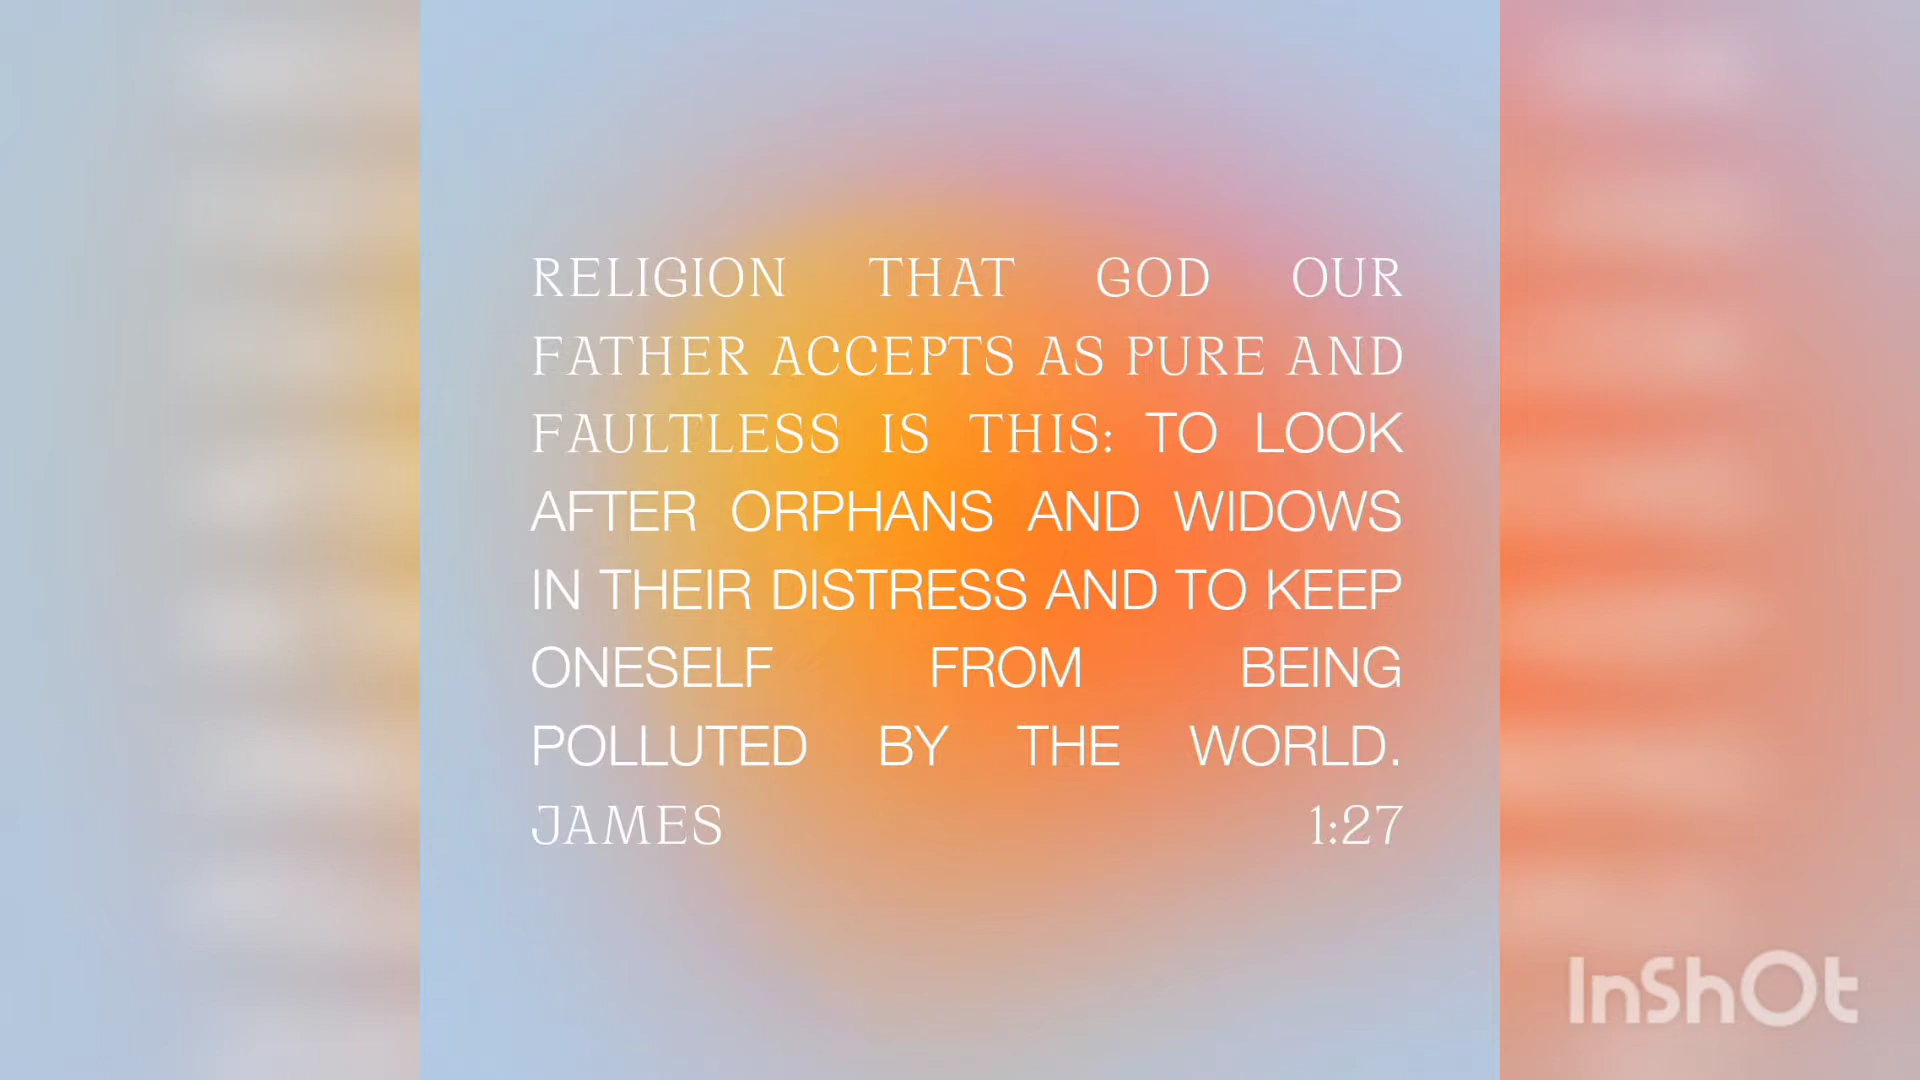 RELIGION THAT GOD OUR
FATHER ACCEPTS AS PURE AND
FAULTLESS IS THIS: TO LOOK
AFTER ORPHANS AND WIDOWS
IN THEIR DISTRESS AND TO KEEP
ONESELF FROM BEING
POLLUTED BY THE WORLD.
JAMES 1:27
InShOt